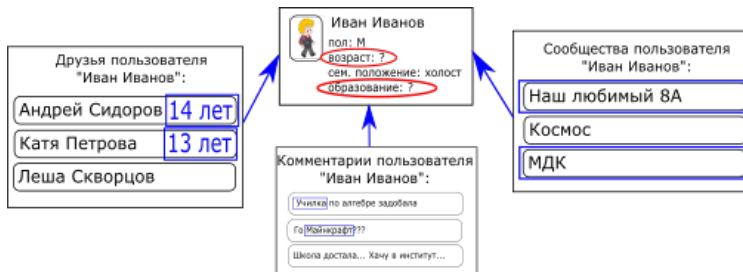 Иван Иванов
пол: М
возраст: ?
сем. положение: холост
образование: ?
Друзья пользователя
"Иван Иванов":
Андрей Сидоров 14 лет
Катя Петрова 13 лет
Леша Скворцов
Комментарии пользователя
"Иван Иванов":
Училка по алгебре задобала
Го Майнкрафт???
Школа достала... Хачу в институт...
Сообщества пользователя
"Иван Иванов":
Наш любимый 8А
Космос
МДК